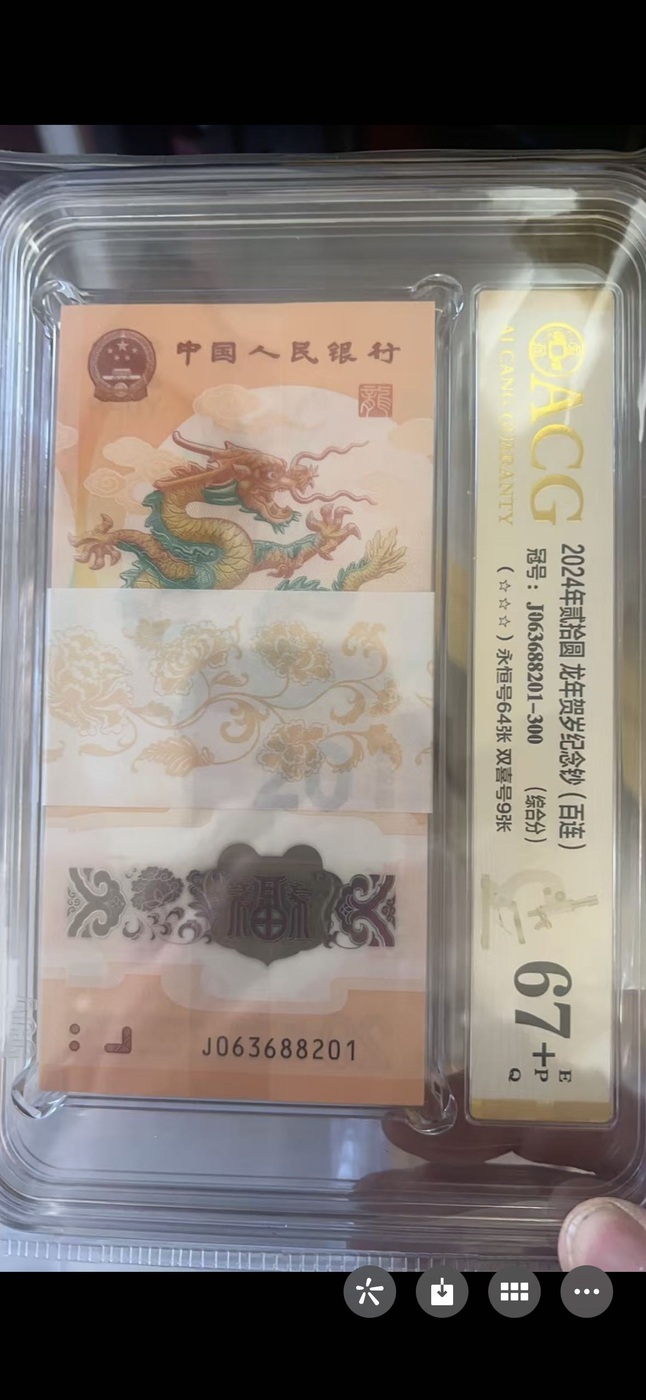 中国人民银行
龍
20
J063688201
ACG
AI CANG GUARANTY
2024年贰拾圆 龙年贺岁纪念钞（百连）
冠号：J063688201-300 （综合分）
（☆☆☆）永恒号64张 双喜号9张
67+
E
P
Q